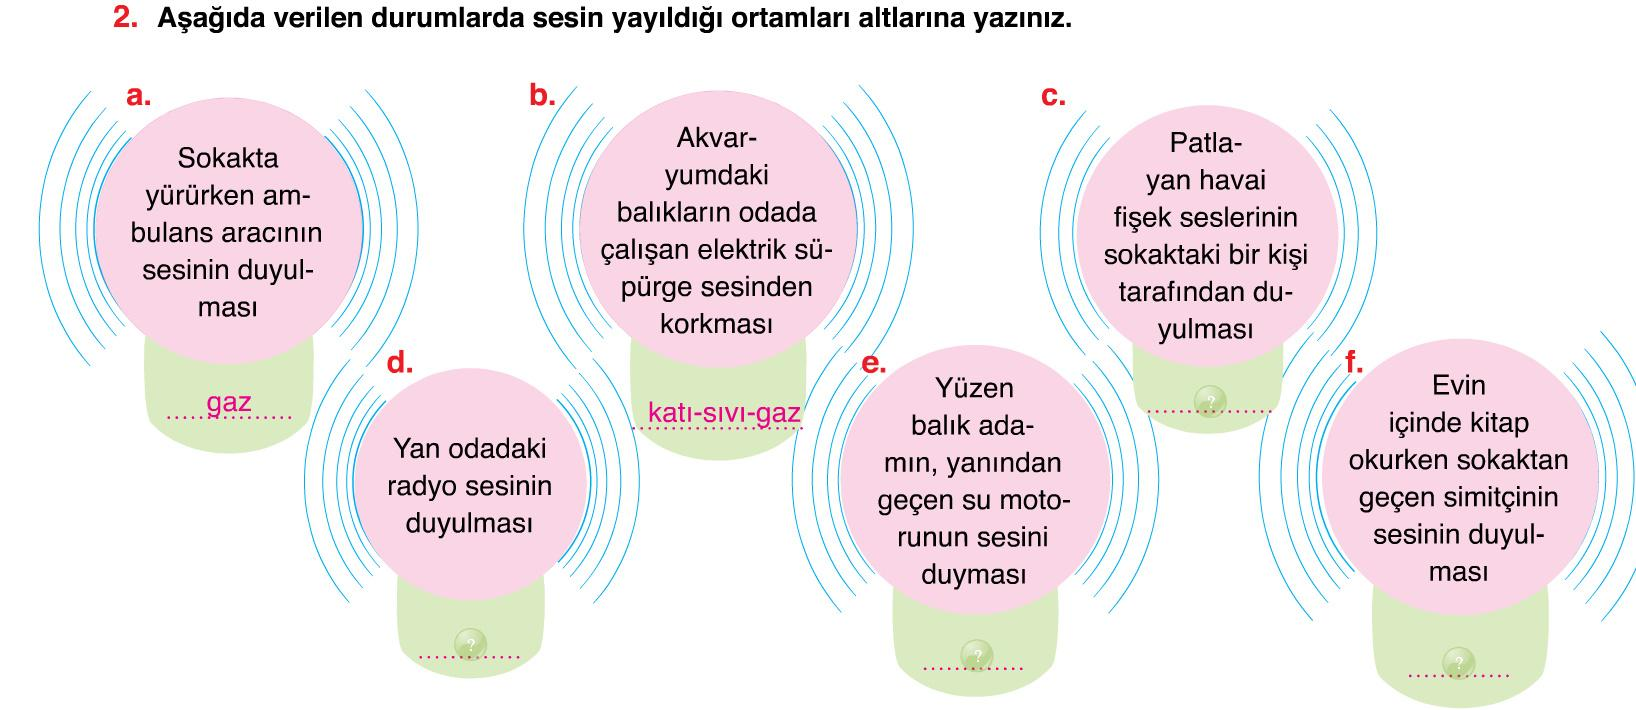 2. Aşağıda verilen durumlarda sesin yayıldığı ortamları altlarına yazınız.
a.
Sokakta
yürürken am-
bulans aracının
sesinin duyul-
ması
gaz
b.
Akvar-
yumdaki
balıkların odada
çalışan elektrik sü-
pürge sesinden
korkması
katı-sıvı-gaz
c.
Patla-
yan havai
fişek seslerinin
sokaktaki bir kişi
tarafından du-
yulması
?
d.
Yan odadaki
radyo sesinin
duyulması
?
e.
Yüzen
balık ada-
mın, yanından
geçen su moto-
runun sesini
duyması
?
f.
Evin
içinde kitap
okurken sokaktan
geçen simitçinin
sesinin duyul-
ması
?